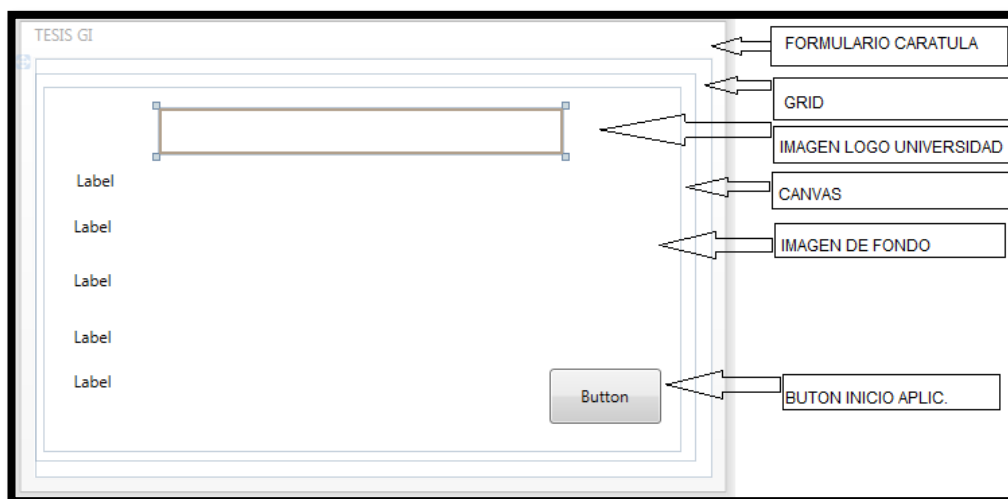 TESIS GI
FORMULARIO CARATULA
GRID
IMAGEN LOGO UNIVERSIDAD
Label
CANVAS
Label
IMAGEN DE FONDO
Label
Label
Label
Button
BUTON INICIO APLIC.